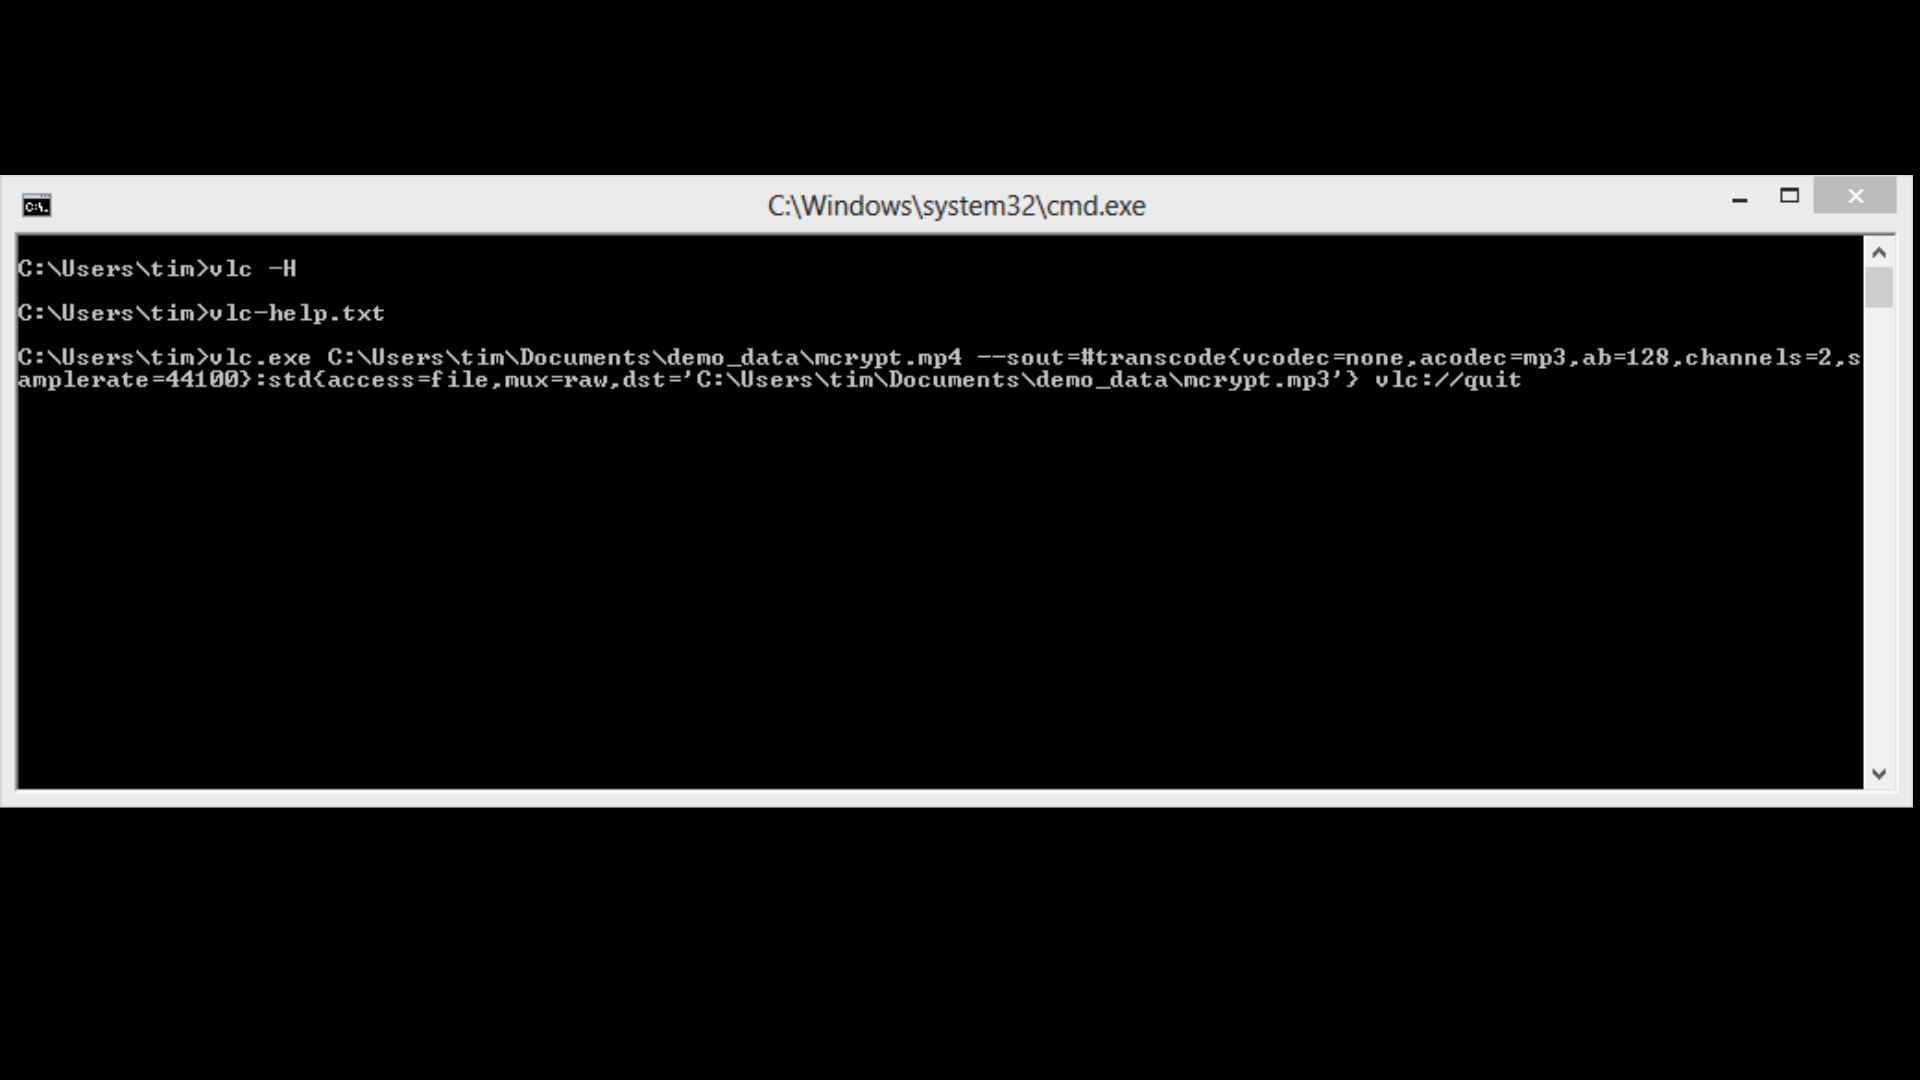 C:\Windows\system32\cmd.exe
C:\Users\tim>vlc -H
C:\Users\tim>vlc-help.txt
C:\Users\tim>vlc.exe C:\Users\tim\Documents\demo_data\mcrypt.mp4 --sout=#transcode{vcodec=none,acodec=mp3,ab=128,channels=2,s
amplerate=44100}:std{access=file,mux=raw,dst='C:\Users\tim\Documents\demo_data\mcrypt.mp3'} vlc://quit